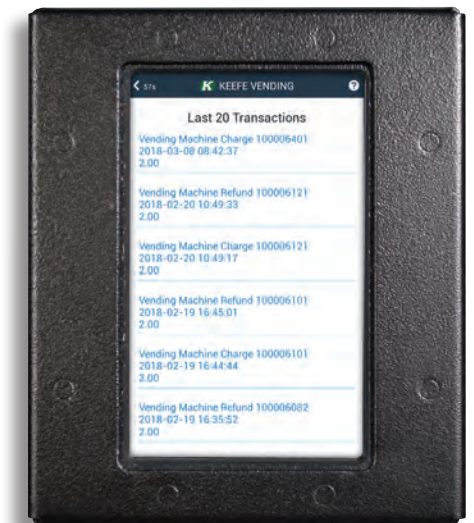 57s K KEEFE VENDING ?
Last 20 Transactions
Vending Machine Charge 100006401
2018-03-08 08:42:37
2.00
Vending Machine Refund 100006121
2018-02-20 10:49:33
2.00
Vending Machine Charge 100006121
2018-02-20 10:49:17
2.00
Vending Machine Refund 100006101
2018-02-19 16:45:01
2.00
Vending Machine Charge 100006101
2018-02-19 16:44:44
2.00
Vending Machine Refund 100006082
2018-02-19 16:35:52
2.00